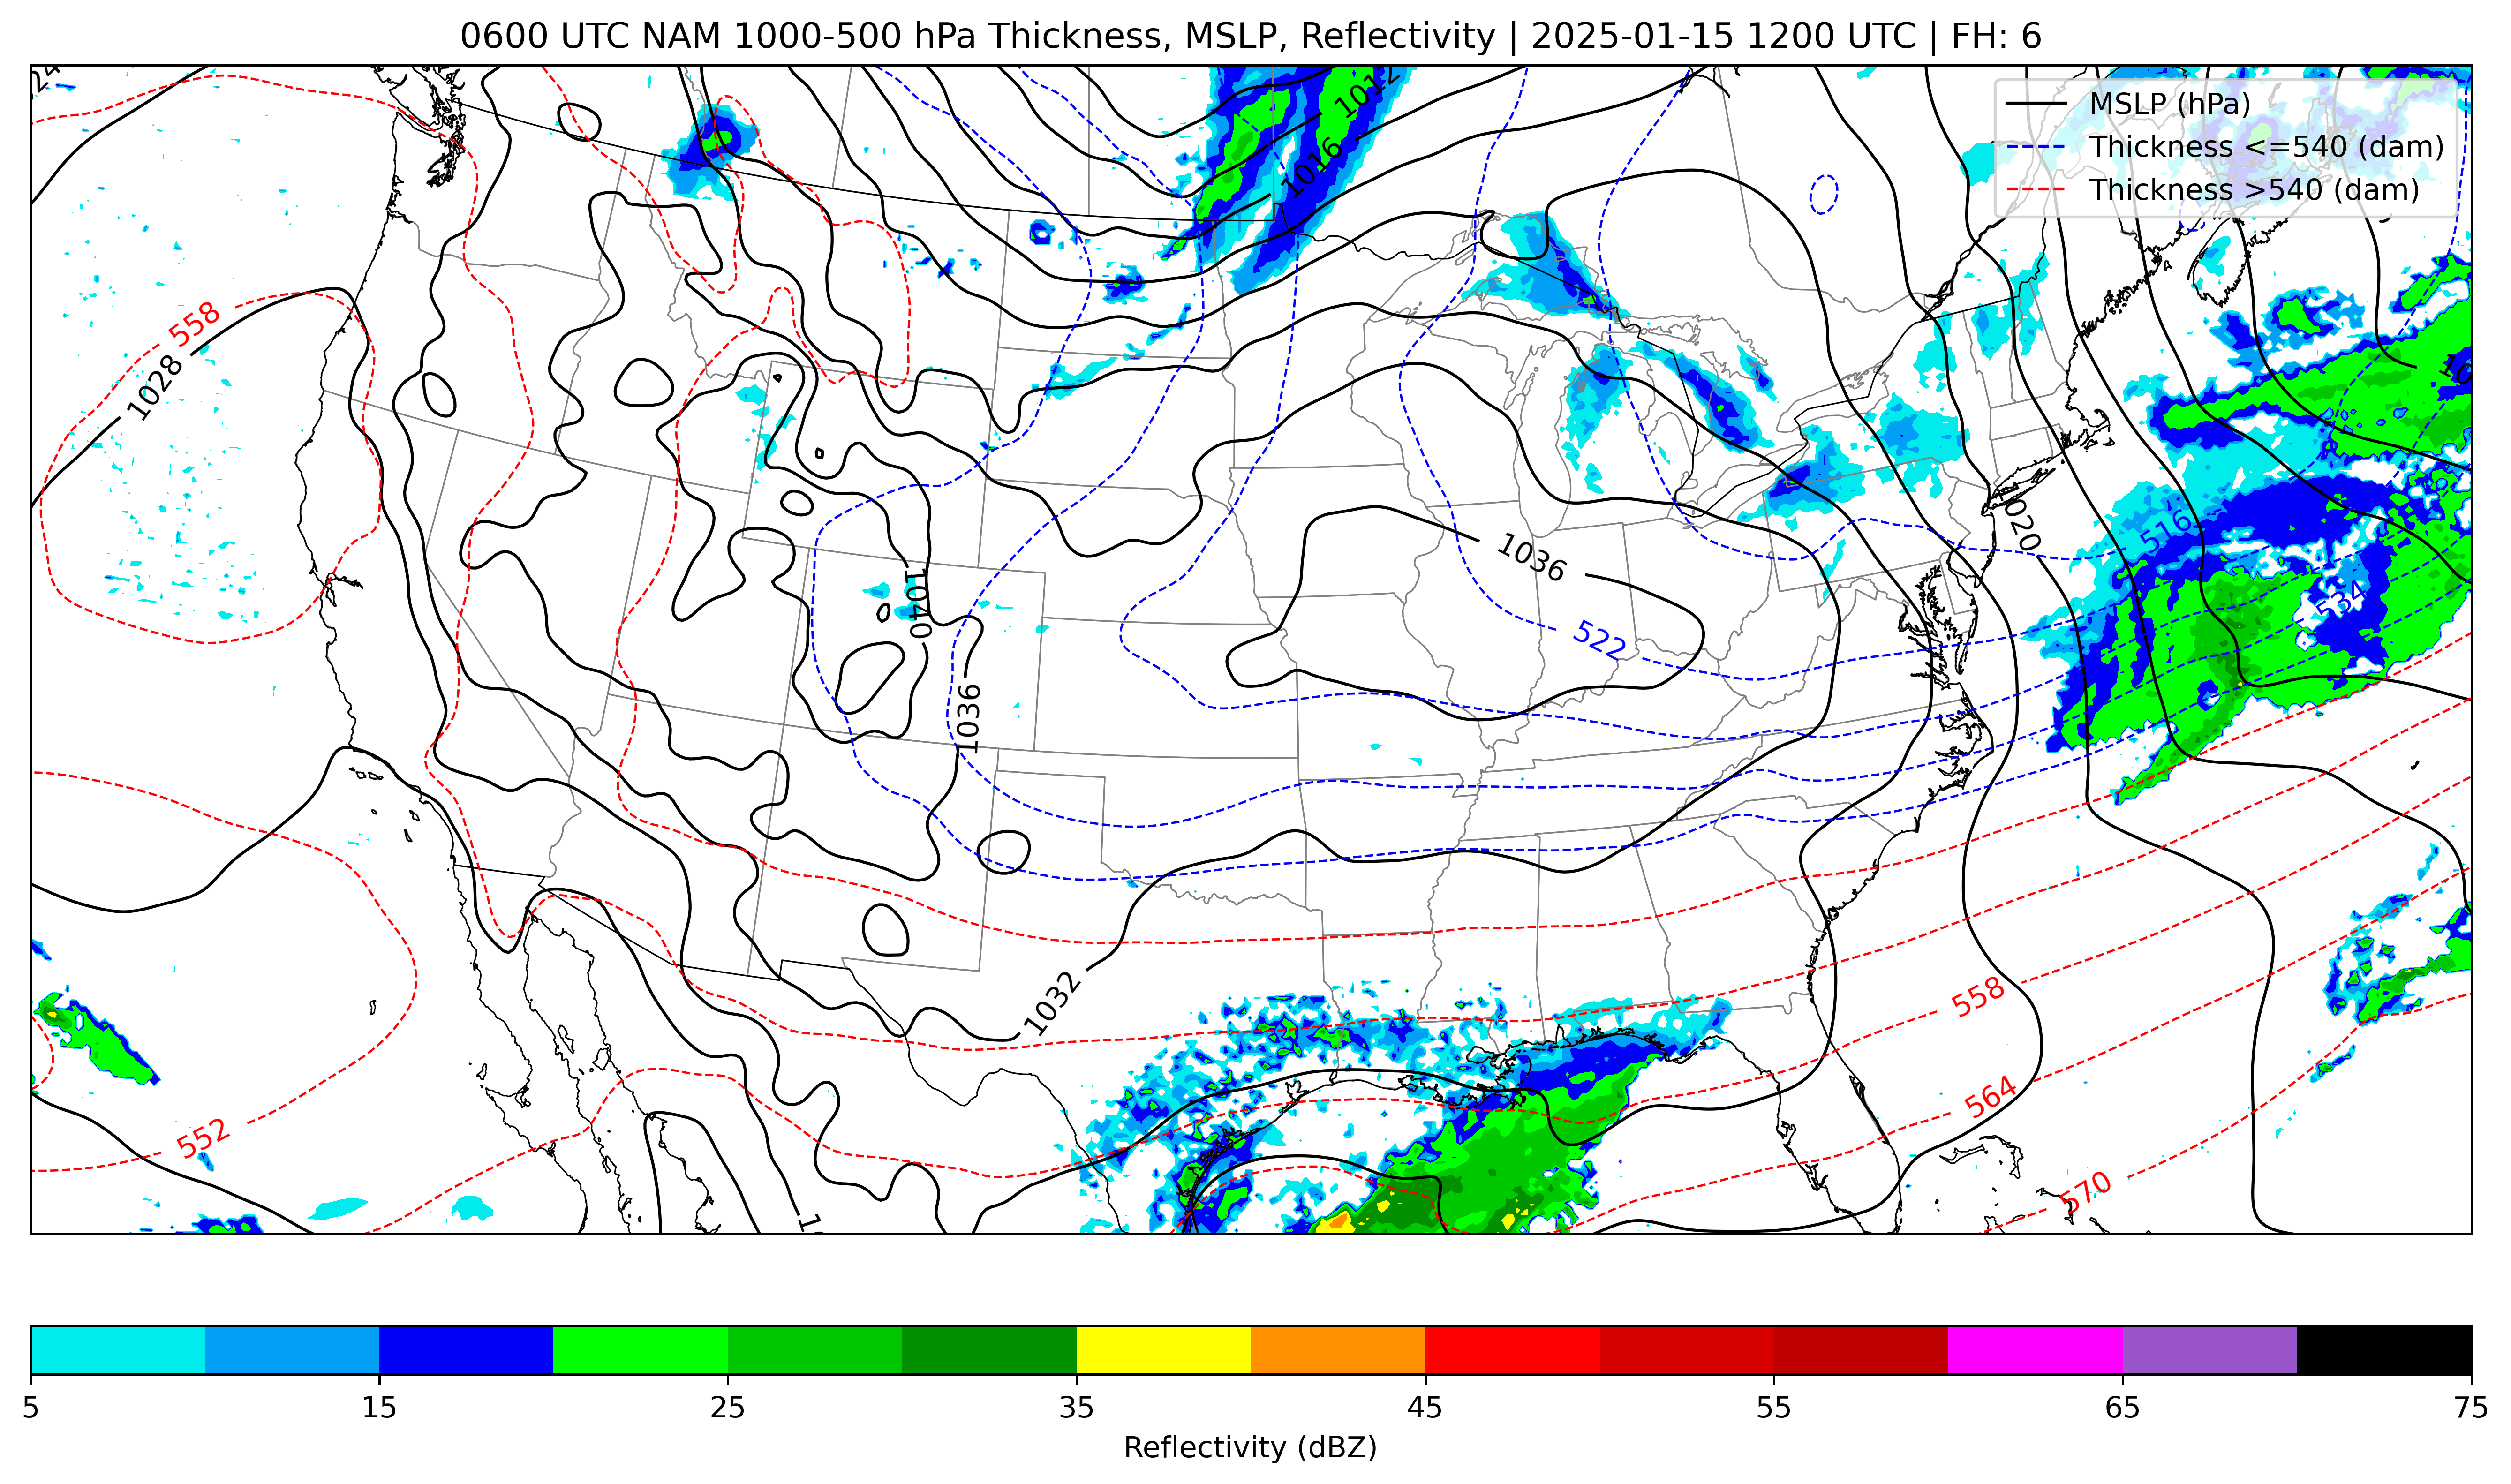 0600 UTC NAM 1000-500 hPa Thickness, MSLP, Reflectivity | 2025-01-15 1200 UTC | FH: 6
MSLP (hPa)
Thickness <=540 (dam)
Thickness >540 (dam)
1012
1016
558
1028
1020
516
1036
534
1040
522
1036
1032
558
552
564
570
5 15 25 35 45 55 65 75
Reflectivity (dBZ)